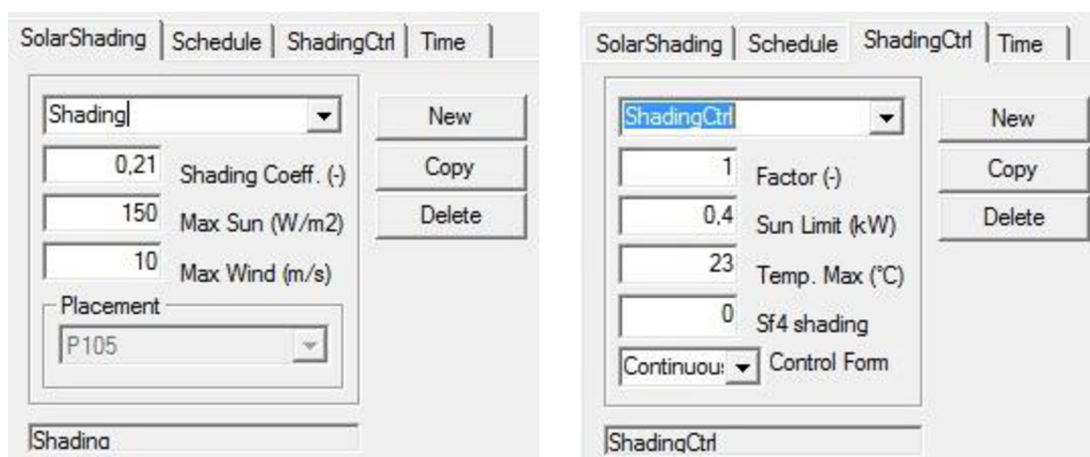 SolarShading Schedule ShadingCtrl Time
Shading New
0,21 Shading Coeff. (-) Copy
150 Max Sun (W/m2) Delete
10 Max Wind (m/s)
Placement
P105
Shading
SolarShading Schedule ShadingCtrl Time
ShadingCtrl New
1 Factor (-) Copy
0,4 Sun Limit (kW) Delete
23 Temp. Max (°C)
0 Sf4 shading
Continuou: Control Form
ShadingCtrl